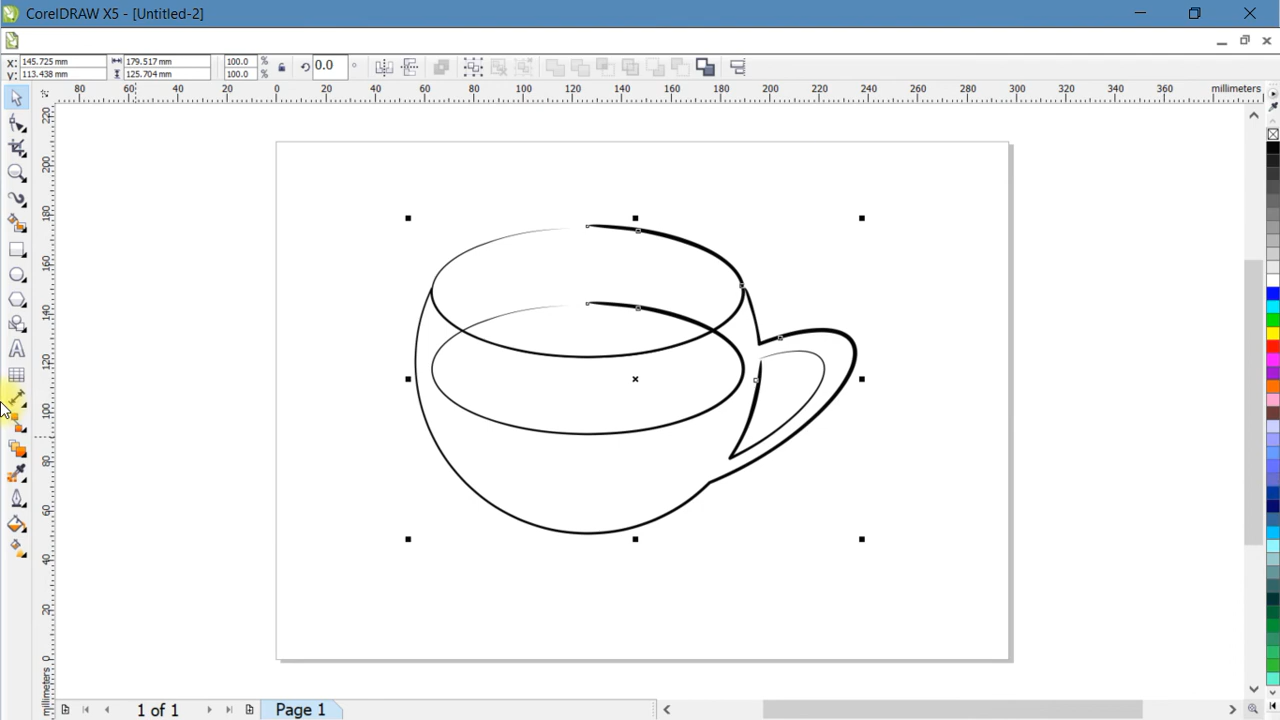 CorelDRAW X5 - [Untitled-2]
x: 145.725 mm 179.517 mm 100.0 % 0.0 °
y: 113.438 mm 125.704 mm 100.0 %
80 60 40 20 0 20 40 60 80 100 120 140 160 180 200 220 240 260 280 300 320 340 360 millimeters
220
200
180
160
140
120
100
80
60
40
20
0
millimeters
1 of 1 Page 1